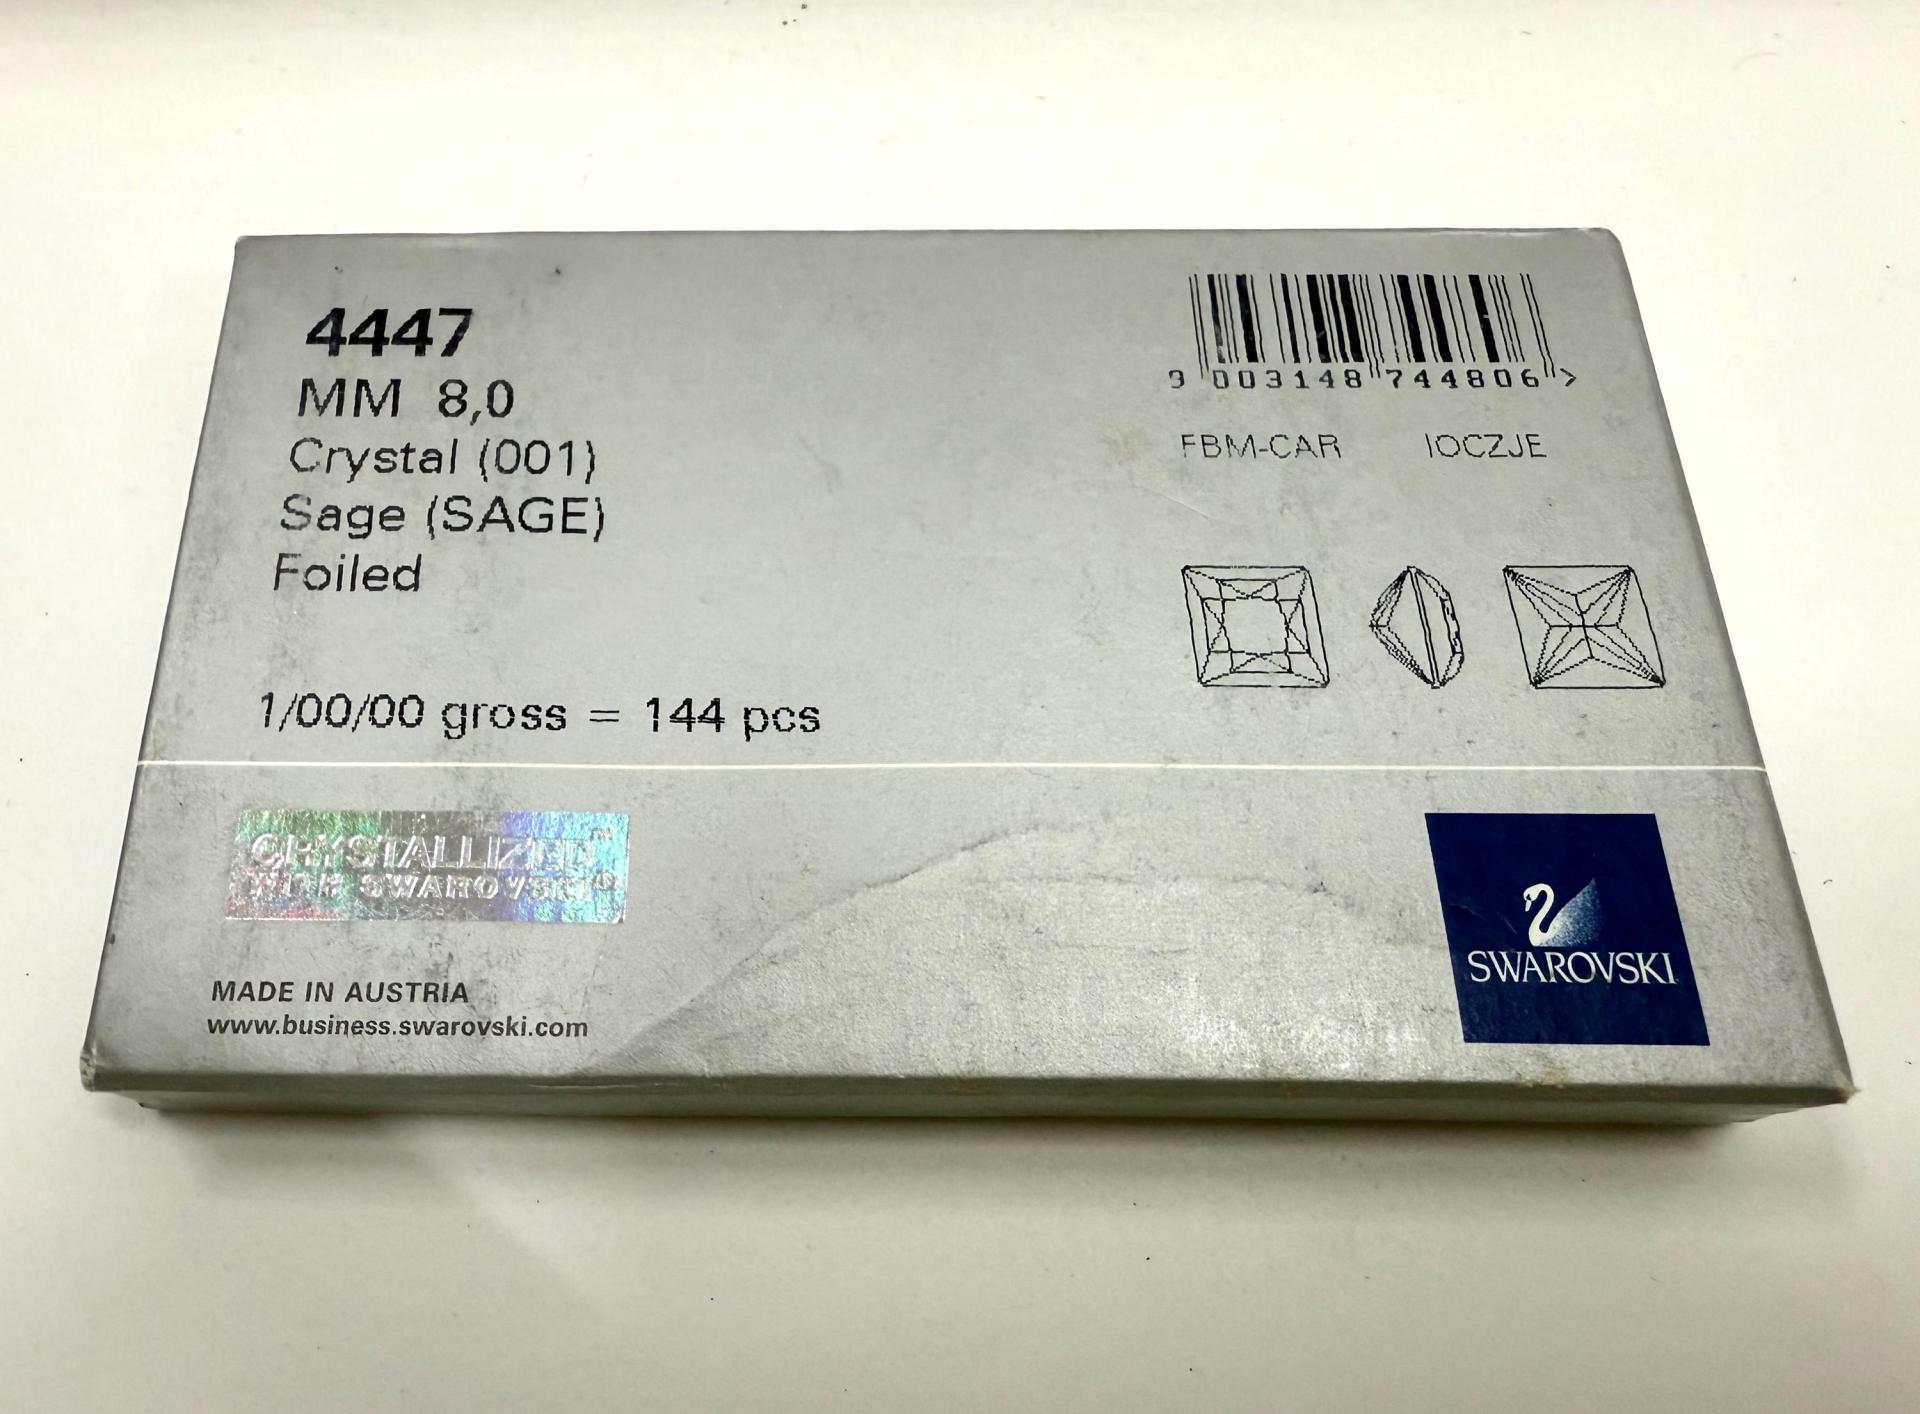 4447
MM 8,0
Crystal (001)
Sage (SAGE)
Foiled
1/00/00 gross = 144 pcs
9 003148 744806 >
FBM-CAR IOCZJE
CRYSTALLIZED™
WITH SWAROVSKI®
MADE IN AUSTRIA
www.business.swarovski.com
SWAROVSKI